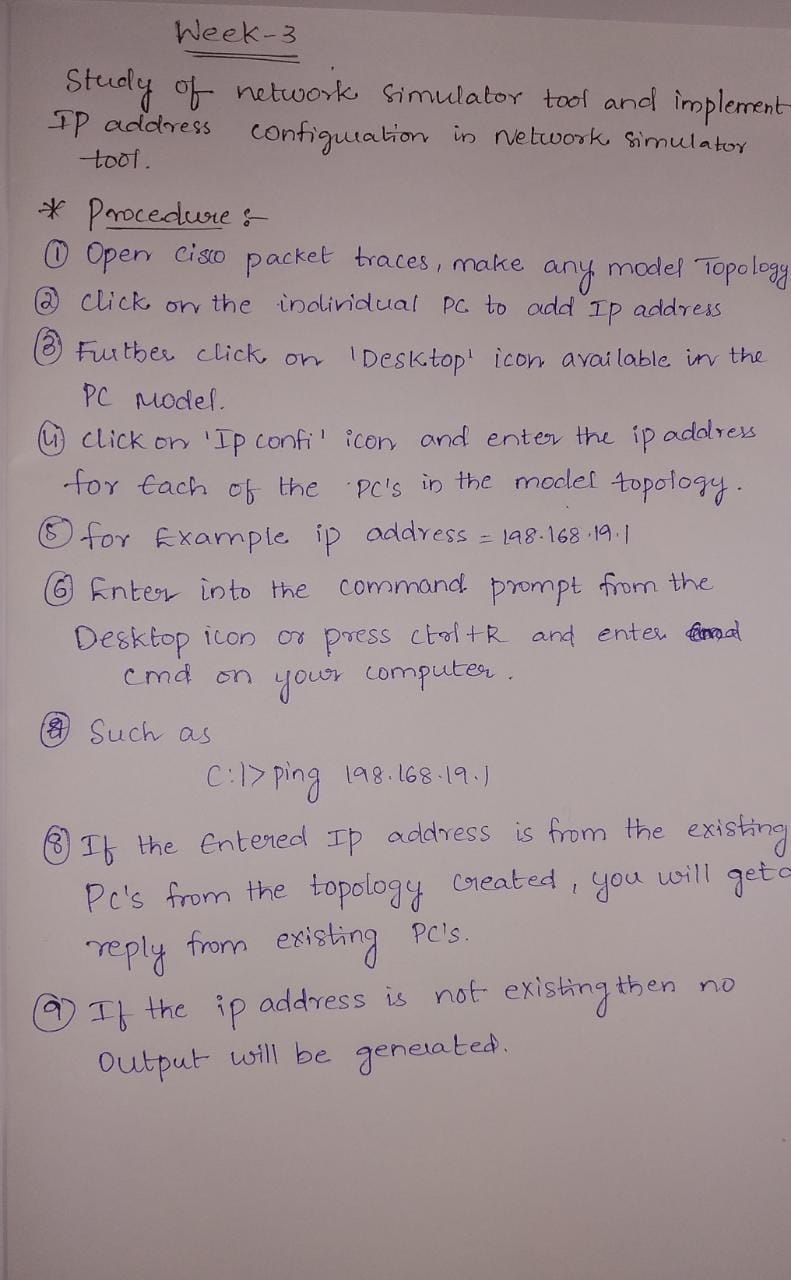 Week-3
Study of network simulator tool and implement
IP address configuration in Network simulator
tool.
* Procedure :-
① Open Cisco packet traces, make any model Topology
② Click on the individual PC to add Ip address
③ Further click on 'Desktop' icon available in the
PC Model.
④ click on 'Ip confi' icon and enter the ip address
for Each of the PC's in the model topology.
⑤ for Example ip address = 198.168.19.1
⑥ Enter into the command prompt from the
Desktop icon or press ctrl+R and enter
cmd on your computer.
Such as
C:\>ping 198.168.19.1
⑧ If the Entered Ip address is from the existing
Pc's from the topology created, you will get a
reply from existing PC's.
⑨ If the ip address is not existing then no
Output will be generated.